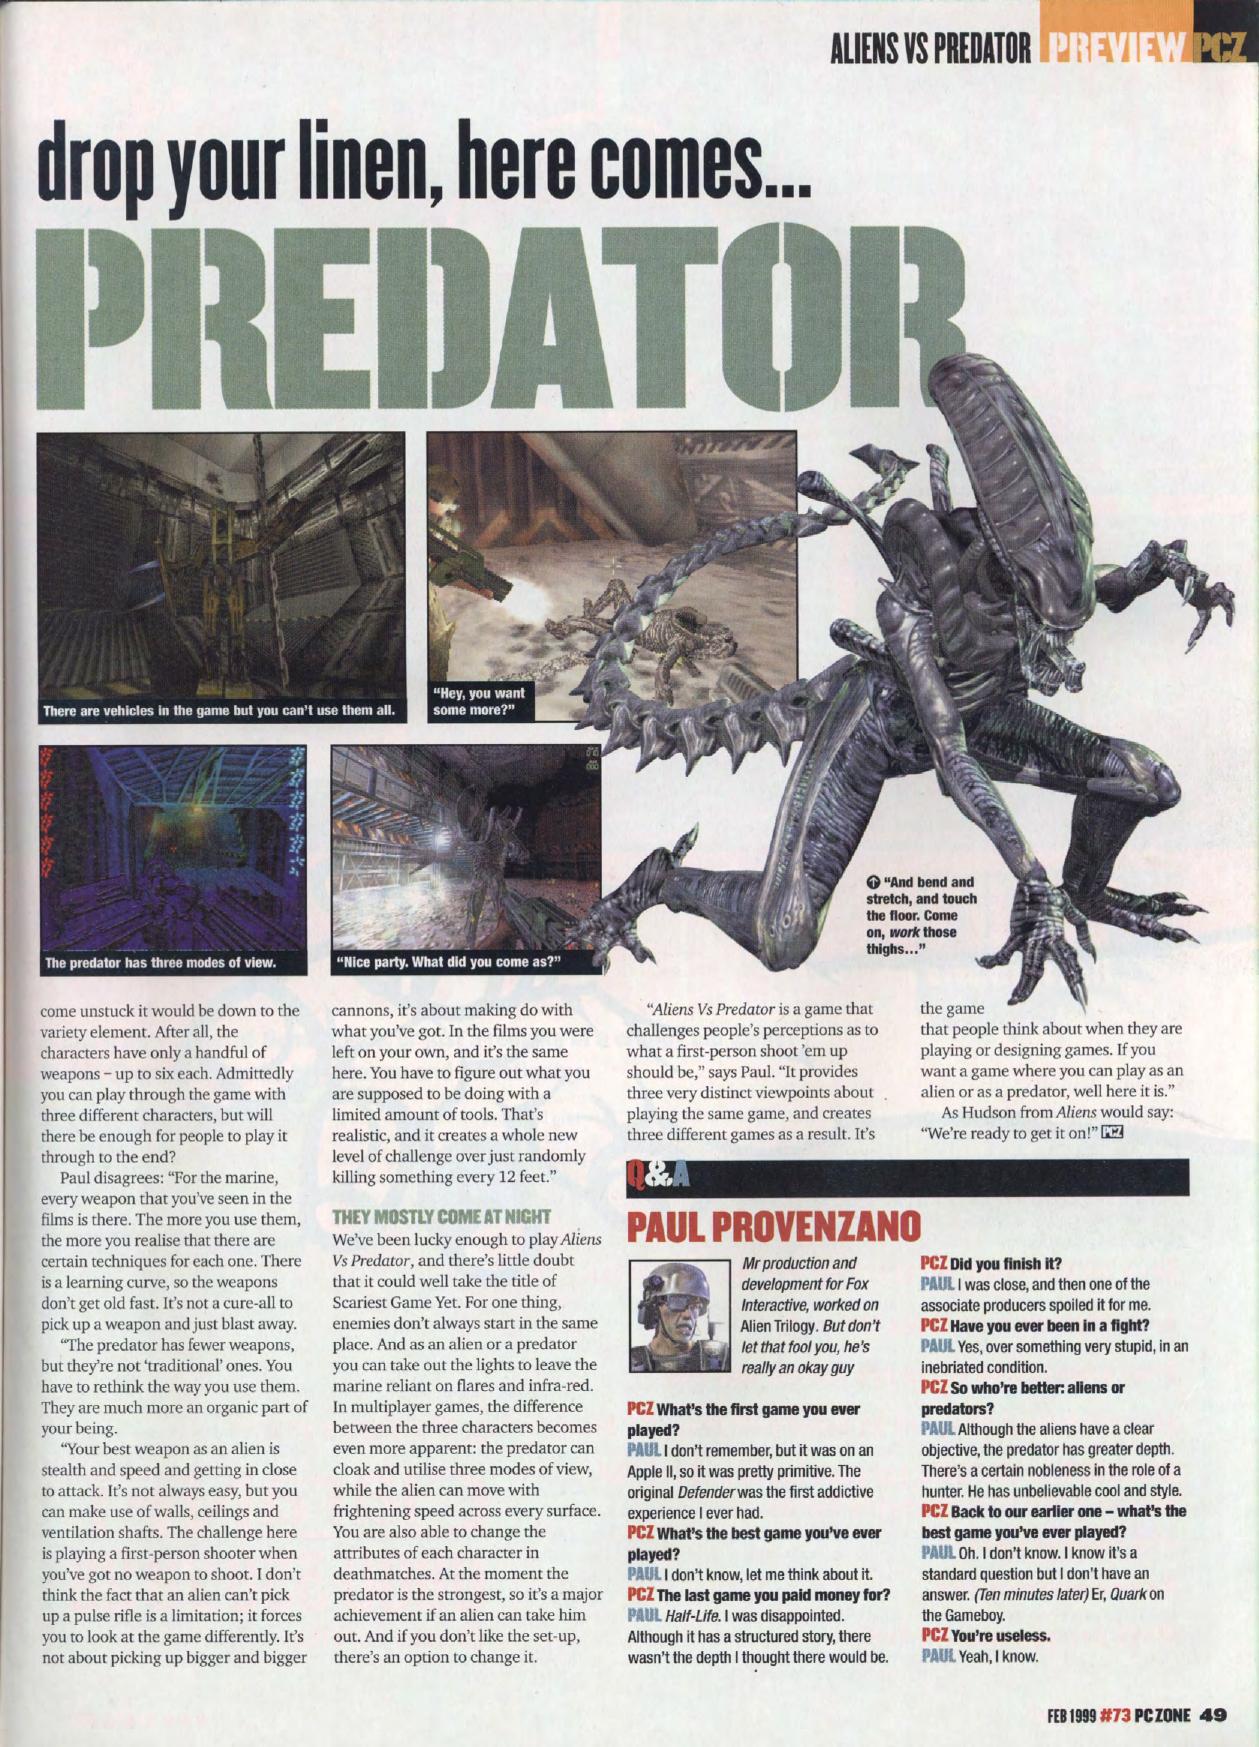 ALIENS VS PREDATOR PREVIEW PCZ
drop your linen, here comes...
PREDATOR
There are vehicles in the game but you can't use them all.
"Hey, you want
some more?"
The predator has three modes of view.
"Nice party. What did you come as?"
"And bend and
stretch, and touch
the floor. Come
on, work those
thighs..."
come unstuck it would be down to the
variety element. After all, the
characters have only a handful of
weapons – up to six each. Admittedly
you can play through the game with
three different characters, but will
there be enough for people to play it
through to the end?
Paul disagrees: "For the marine,
every weapon that you've seen in the
films is there. The more you use them,
the more you realise that there are
certain techniques for each one. There
is a learning curve, so the weapons
don't get old fast. It's not a cure-all to
pick up a weapon and just blast away.
"The predator has fewer weapons,
but they're not 'traditional' ones. You
have to rethink the way you use them.
They are much more an organic part of
your being.
"Your best weapon as an alien is
stealth and speed and getting in close
to attack. It's not always easy, but you
can make use of walls, ceilings and
ventilation shafts. The challenge here
is playing a first-person shooter when
you've got no weapon to shoot. I don't
think the fact that an alien can't pick
up a pulse rifle is a limitation; it forces
you to look at the game differently. It's
not about picking up bigger and bigger
cannons, it's about making do with
what you've got. In the films you were
left on your own, and it's the same
here. You have to figure out what you
are supposed to be doing with a
limited amount of tools. That's
realistic, and it creates a whole new
level of challenge over just randomly
killing something every 12 feet."
THEY MOSTLY COME AT NIGHT
We've been lucky enough to play Aliens
Vs Predator, and there's little doubt
that it could well take the title of
Scariest Game Yet. For one thing,
enemies don't always start in the same
place. And as an alien or a predator
you can take out the lights to leave the
marine reliant on flares and infra-red.
In multiplayer games, the difference
between the three characters becomes
even more apparent: the predator can
cloak and utilise three modes of view,
while the alien can move with
frightening speed across every surface.
You are also able to change the
attributes of each character in
deathmatches. At the moment the
predator is the strongest, so it's a major
achievement if an alien can take him
out. And if you don't like the set-up,
there's an option to change it.
"Aliens Vs Predator is a game that
challenges people's perceptions as to
what a first-person shoot 'em up
should be," says Paul. "It provides
three very distinct viewpoints about
playing the same game, and creates
three different games as a result. It's
the game
that people think about when they are
playing or designing games. If you
want a game where you can play as an
alien or as a predator, well here it is."
As Hudson from Aliens would say:
"We're ready to get it on!" PCZ
Q&A
PAUL PROVENZANO
Mr production and
development for Fox
Interactive, worked on
Alien Trilogy. But don't
let that fool you, he's
really an okay guy
PCZ What's the first game you ever
played?
PAUL I don't remember, but it was on an
Apple II, so it was pretty primitive. The
original Defender was the first addictive
experience I ever had.
PCZ What's the best game you've ever
played?
PAUL I don't know, let me think about it.
PCZ The last game you paid money for?
PAUL Half-Life. I was disappointed.
Although it has a structured story, there
wasn't the depth I thought there would be.
PCZ Did you finish it?
PAUL I was close, and then one of the
associate producers spoiled it for me.
PCZ Have you ever been in a fight?
PAUL Yes, over something very stupid, in an
inebriated condition.
PCZ So who're better: aliens or
predators?
PAUL Although the aliens have a clear
objective, the predator has greater depth.
There's a certain nobleness in the role of a
hunter. He has unbelievable cool and style.
PCZ Back to our earlier one – what's the
best game you've ever played?
PAUL Oh. I don't know. I know it's a
standard question but I don't have an
answer. (Ten minutes later) Er, Quark on
the Gameboy.
PCZ You're useless.
PAUL Yeah, I know.
FEB 1999 #73 PC ZONE 49